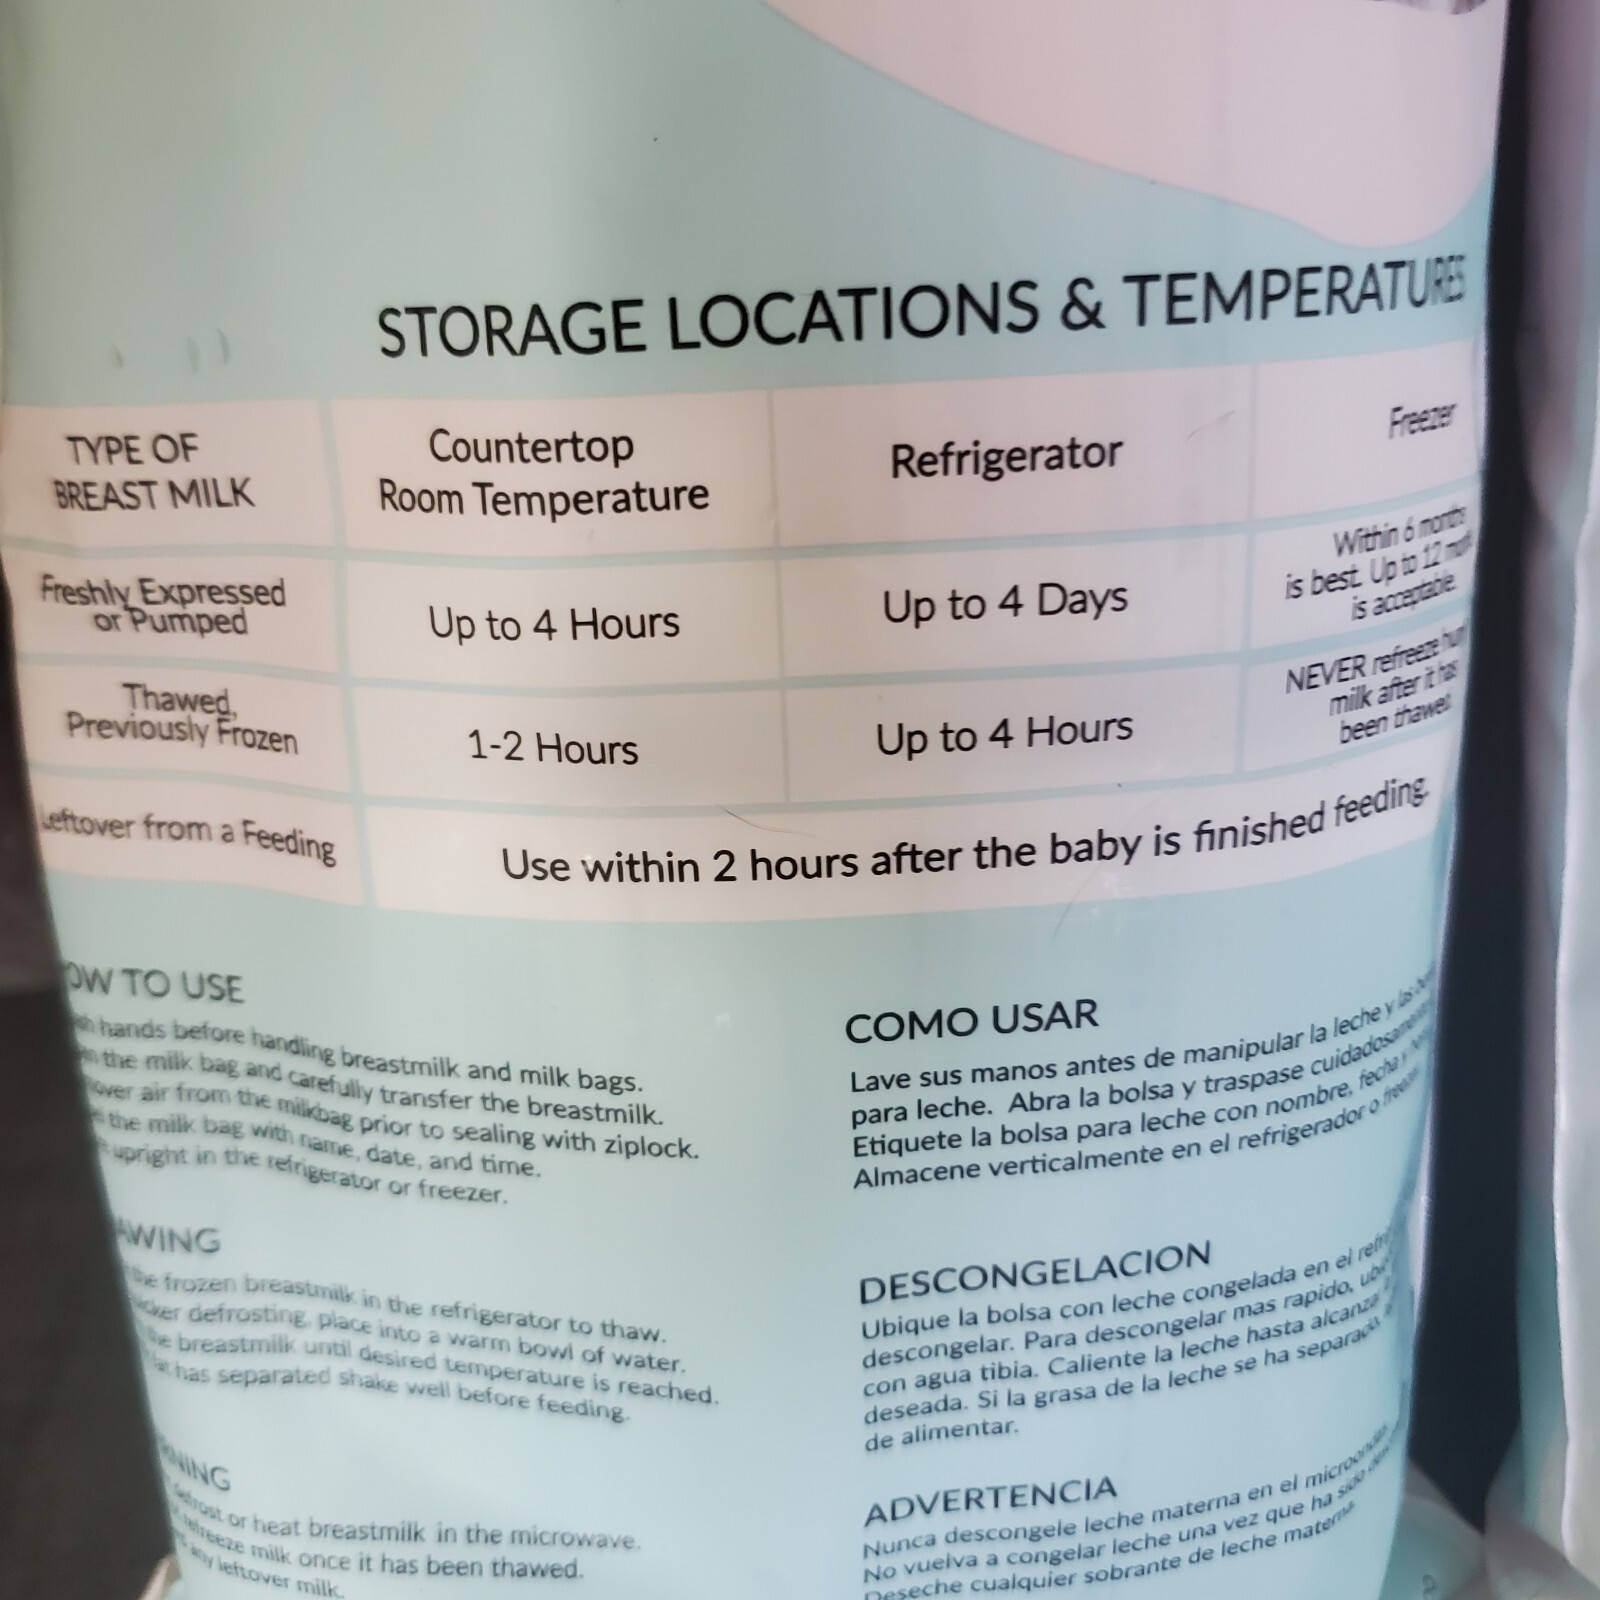 STORAGE LOCATIONS & TEMPERATURES
TYPE OF
BREAST MILK
Countertop
Room Temperature
Refrigerator
Freezer
Freshly Expressed
or Pumped
Up to 4 Hours
Up to 4 Days
Within 6 months
is best. Up to 12
is acceptable.
Thawed,
Previously Frozen
1-2 Hours
Up to 4 Hours
NEVER refreeze
milk after it has
been thawed.
Leftover from a Feeding
Use within 2 hours after the baby is finished feeding.
TO USE
hands before handling breastmilk and milk bags.
the milk bag and carefully transfer the breastmilk.
air from the milkbag prior to sealing with ziplock.
the milk bag with name, date, and time.
upright in the refrigerator or freezer.
the frozen breastmilk in the refrigerator to thaw.
defrosting, place into a warm bowl of water.
the breastmilk until desired temperature is reached.
has separated shake well before feeding.
or heat breastmilk in the microwave.
milk once it has been thawed.
any leftover milk.
COMO USAR
Lave sus manos antes de manipular la leche y las
para leche. Abra la bolsa y traspase
Etiquete la bolsa para leche con nombre, fecha y
Almacene verticalmente en el refrigerador o
DESCONGELACION
Ubique la bolsa con leche congelada en el
descongelar. Para descongelar mas rapido,
con agua tibia. Caliente la leche hasta alcanzar
deseada. Si la grasa de la leche se ha separado,
de alimentar.
ADVERTENCIA
Nunca descongele leche materna en el
No vuelva a congelar leche una vez que ha sido
Deseche cualquier sobrante de leche materna.